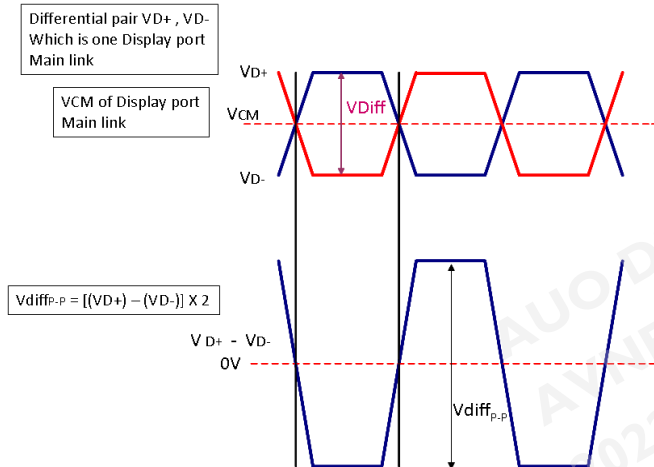 Differential pair VD+ , VD-
Which is one Display port
Main link
VD+
VDiff
VCM of Display port
Main link
VCM
VD-
VdiffP-P = [(VD+) – (VD-)] X 2
V D+ - VD-
0V
VdiffP-P
AUO D